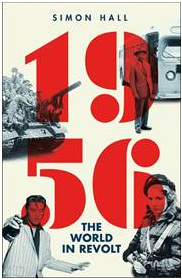 SIMON HALL
19
56
THE
WORLD
IN REVOLT